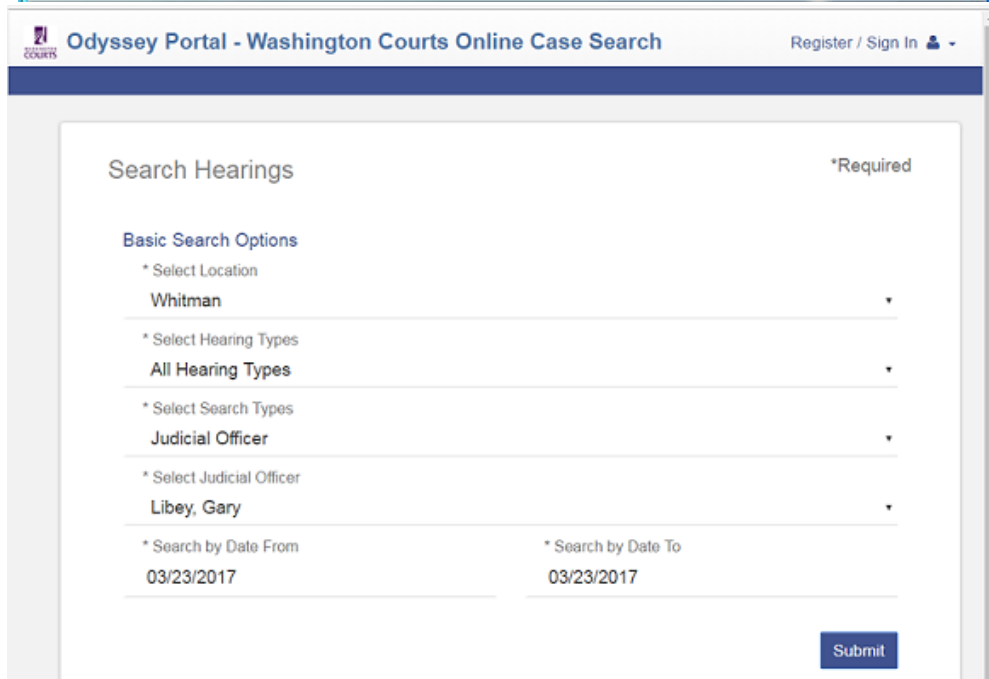 COURTS
Odyssey Portal - Washington Courts Online Case Search
Register / Sign In
Search Hearings
*Required
Basic Search Options
* Select Location
Whitman
* Select Hearing Types
All Hearing Types
* Select Search Types
Judicial Officer
* Select Judicial Officer
Libey, Gary
* Search by Date From
* Search by Date To
03/23/2017
03/23/2017
Submit